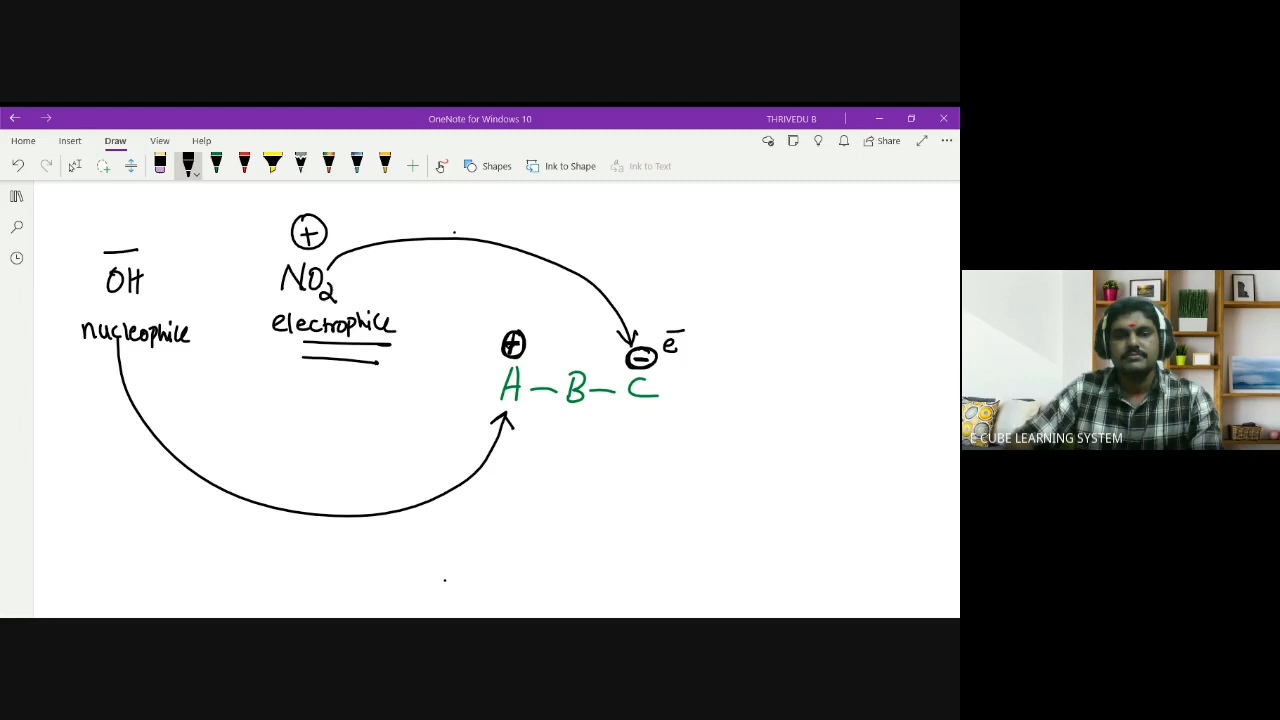 OneNote for Windows 10
THRIVEDU B
Home Insert Draw View Help
Share
Shapes
Ink to Shape
Ink to Text
+
‾
OH
NO2
nucleophile
electrophile
+
−
e‾
A — B — C
E CUBE LEARNING SYSTEM